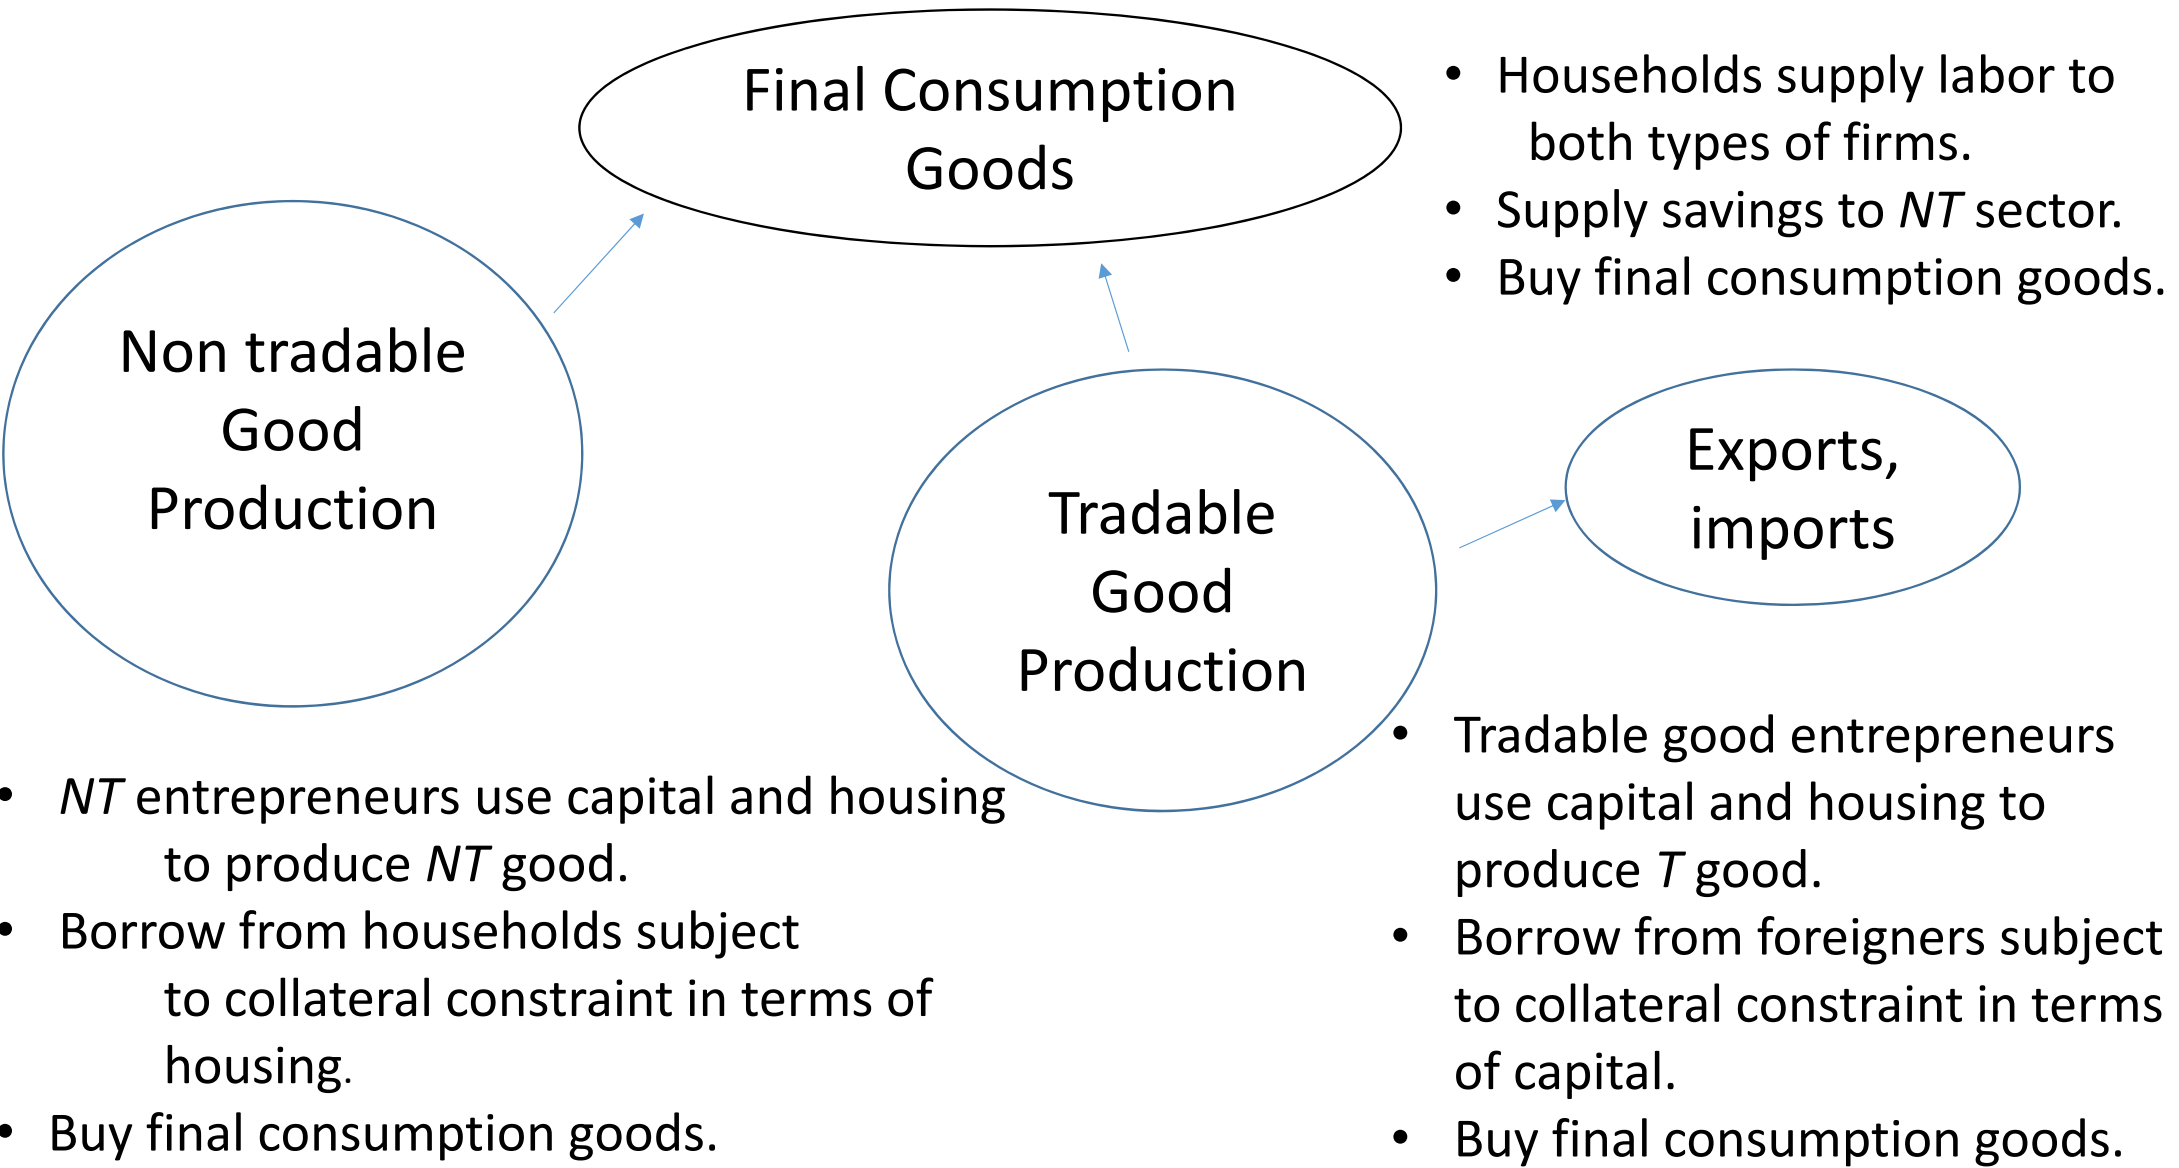 Final Consumption
Goods
• Households supply labor to
both types of firms.
• Supply savings to NT sector.
• Buy final consumption goods.
Non tradable
Good
Production
Tradable
Good
Production
Exports,
imports
• NT entrepreneurs use capital and housing
to produce NT good.
• Borrow from households subject
to collateral constraint in terms of
housing.
• Buy final consumption goods.
• Tradable good entrepreneurs
use capital and housing to
produce T good.
• Borrow from foreigners subject
to collateral constraint in terms
of capital.
• Buy final consumption goods.